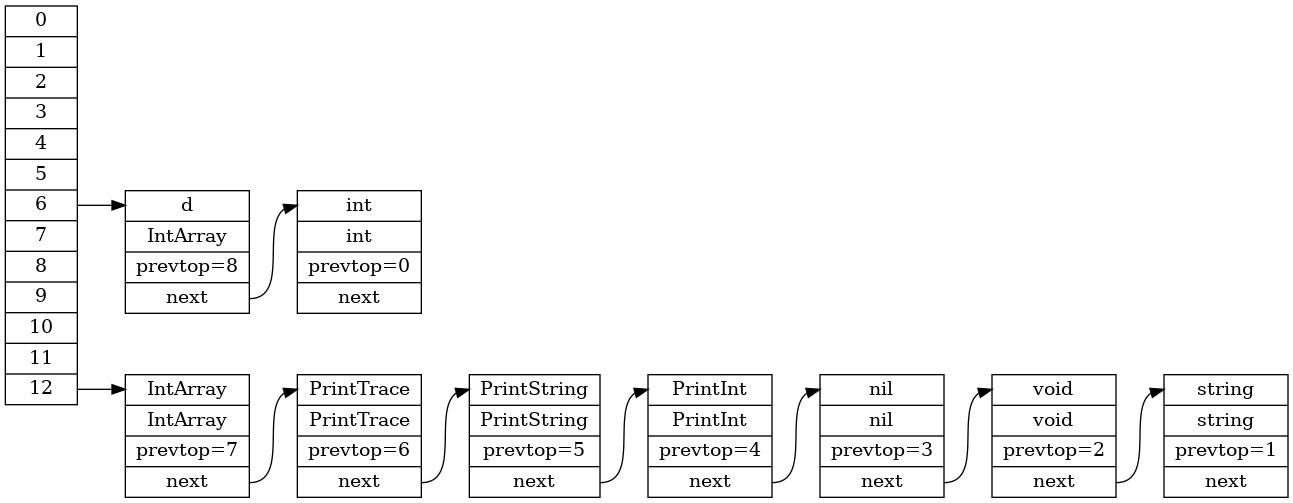 0
1
2
3
4
5
6
7
8
9
10
11
12
d
IntArray
prevtop=8
next
int
int
prevtop=0
next
IntArray
IntArray
prevtop=7
next
PrintTrace
PrintTrace
prevtop=6
next
PrintString
PrintString
prevtop=5
next
PrintInt
PrintInt
prevtop=4
next
nil
nil
prevtop=3
next
void
void
prevtop=2
next
string
string
prevtop=1
next